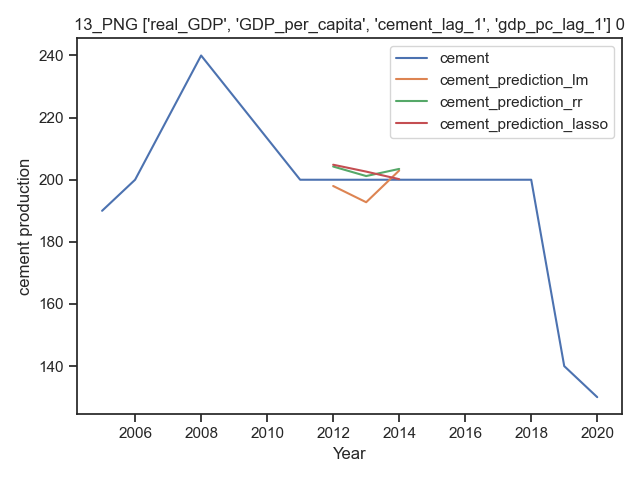 13_PNG ['real_GDP', 'GDP_per_capita', 'cement_lag_1', 'gdp_pc_lag_1'] 0
cement
cement_prediction_lm
cement_prediction_rr
cement_prediction_lasso
240
220
200
180
160
140
cement production
2006 2008 2010 2012 2014 2016 2018 2020
Year